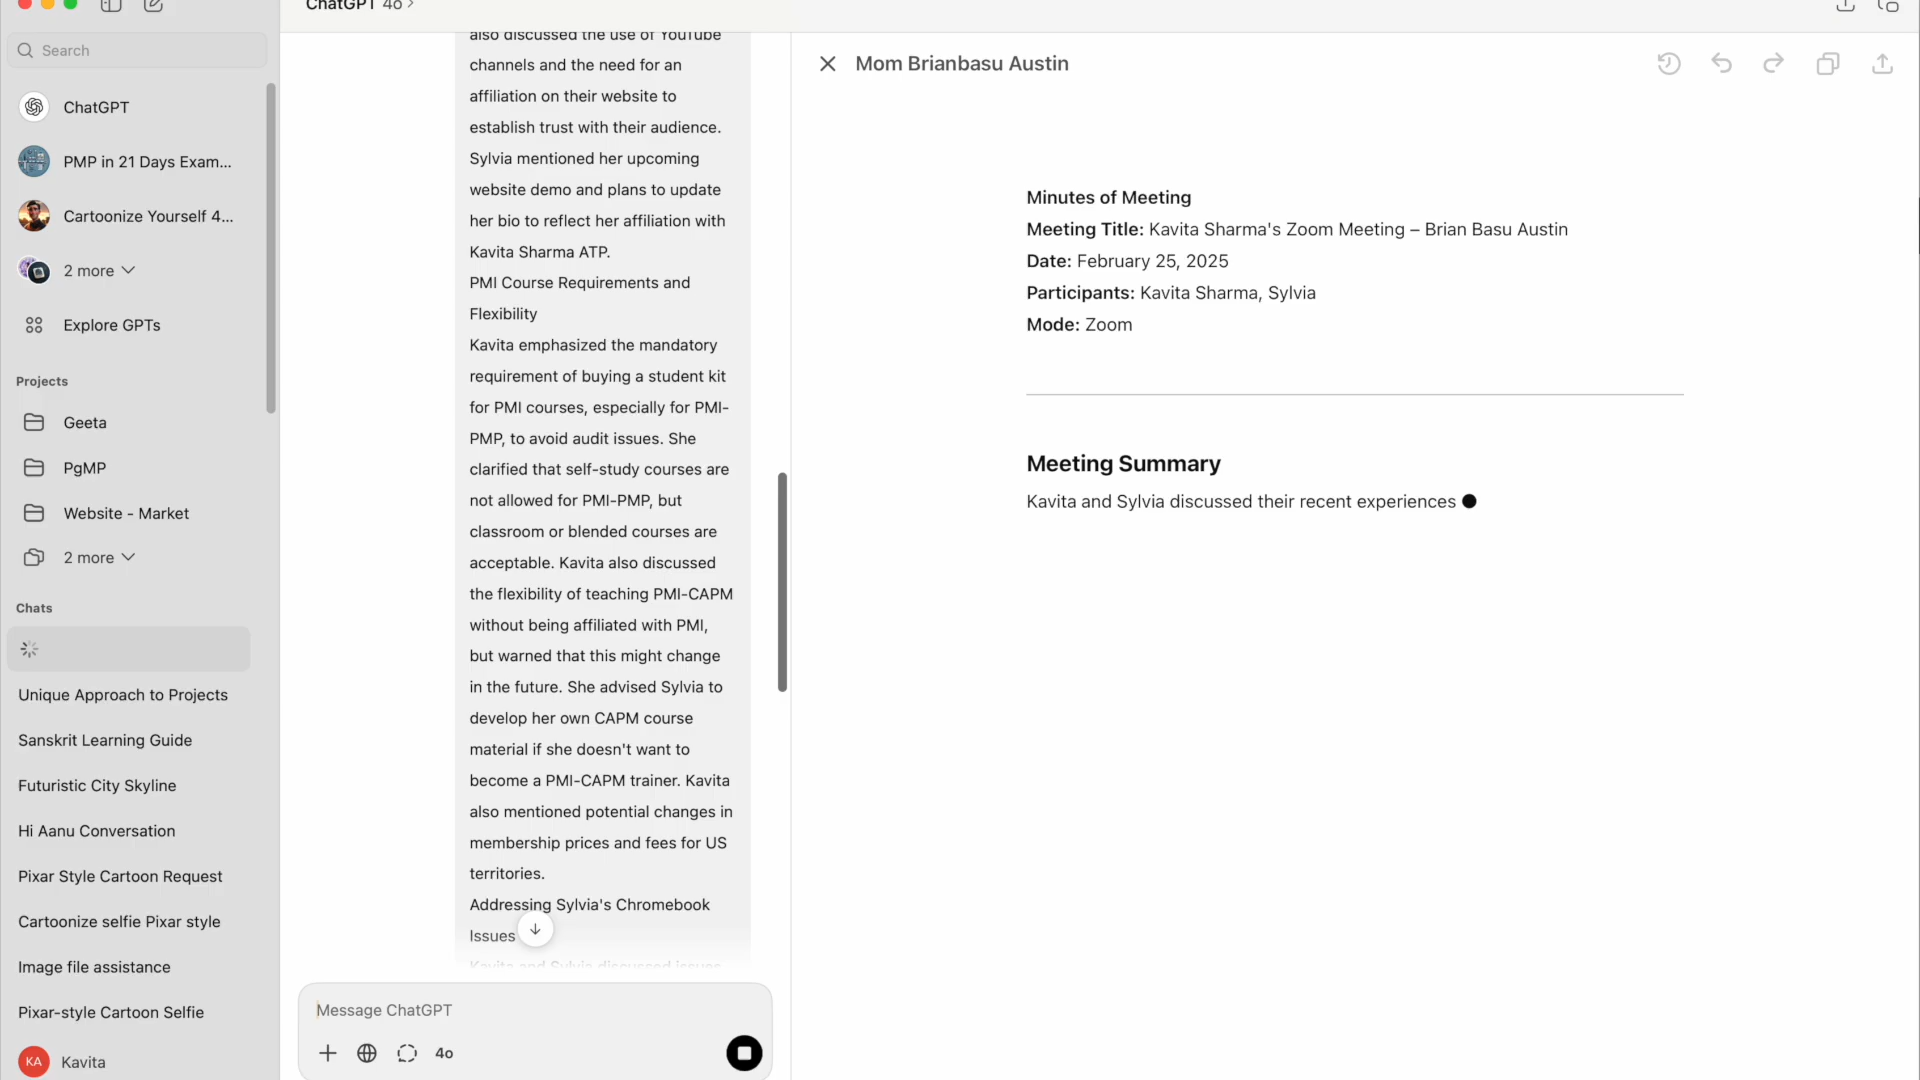 ChatGPT 4o >
Search
ChatGPT
PMP in 21 Days Exam...
Cartoonize Yourself 4...
2 more
Explore GPTs
Projects
Geeta
PgMP
Website - Market
2 more
Chats
Unique Approach to Projects
Sanskrit Learning Guide
Futuristic City Skyline
Hi Aanu Conversation
Pixar Style Cartoon Request
Cartoonize selfie Pixar style
Image file assistance
Pixar-style Cartoon Selfie
KA Kavita
also discussed the use of YouTube
channels and the need for an
affiliation on their website to
establish trust with their audience.
Sylvia mentioned her upcoming
website demo and plans to update
her bio to reflect her affiliation with
Kavita Sharma ATP.
PMI Course Requirements and
Flexibility
Kavita emphasized the mandatory
requirement of buying a student kit
for PMI courses, especially for PMI-
PMP, to avoid audit issues. She
clarified that self-study courses are
not allowed for PMI-PMP, but
classroom or blended courses are
acceptable. Kavita also discussed
the flexibility of teaching PMI-CAPM
without being affiliated with PMI,
but warned that this might change
in the future. She advised Sylvia to
develop her own CAPM course
material if she doesn't want to
become a PMI-CAPM trainer. Kavita
also mentioned potential changes in
membership prices and fees for US
territories.
Addressing Sylvia's Chromebook
Issues
Kavita and Sylvia discussed issues
Message ChatGPT
4o
Mom Brianbasu Austin
Minutes of Meeting
Meeting Title: Kavita Sharma's Zoom Meeting – Brian Basu Austin
Date: February 25, 2025
Participants: Kavita Sharma, Sylvia
Mode: Zoom
Meeting Summary
Kavita and Sylvia discussed their recent experiences